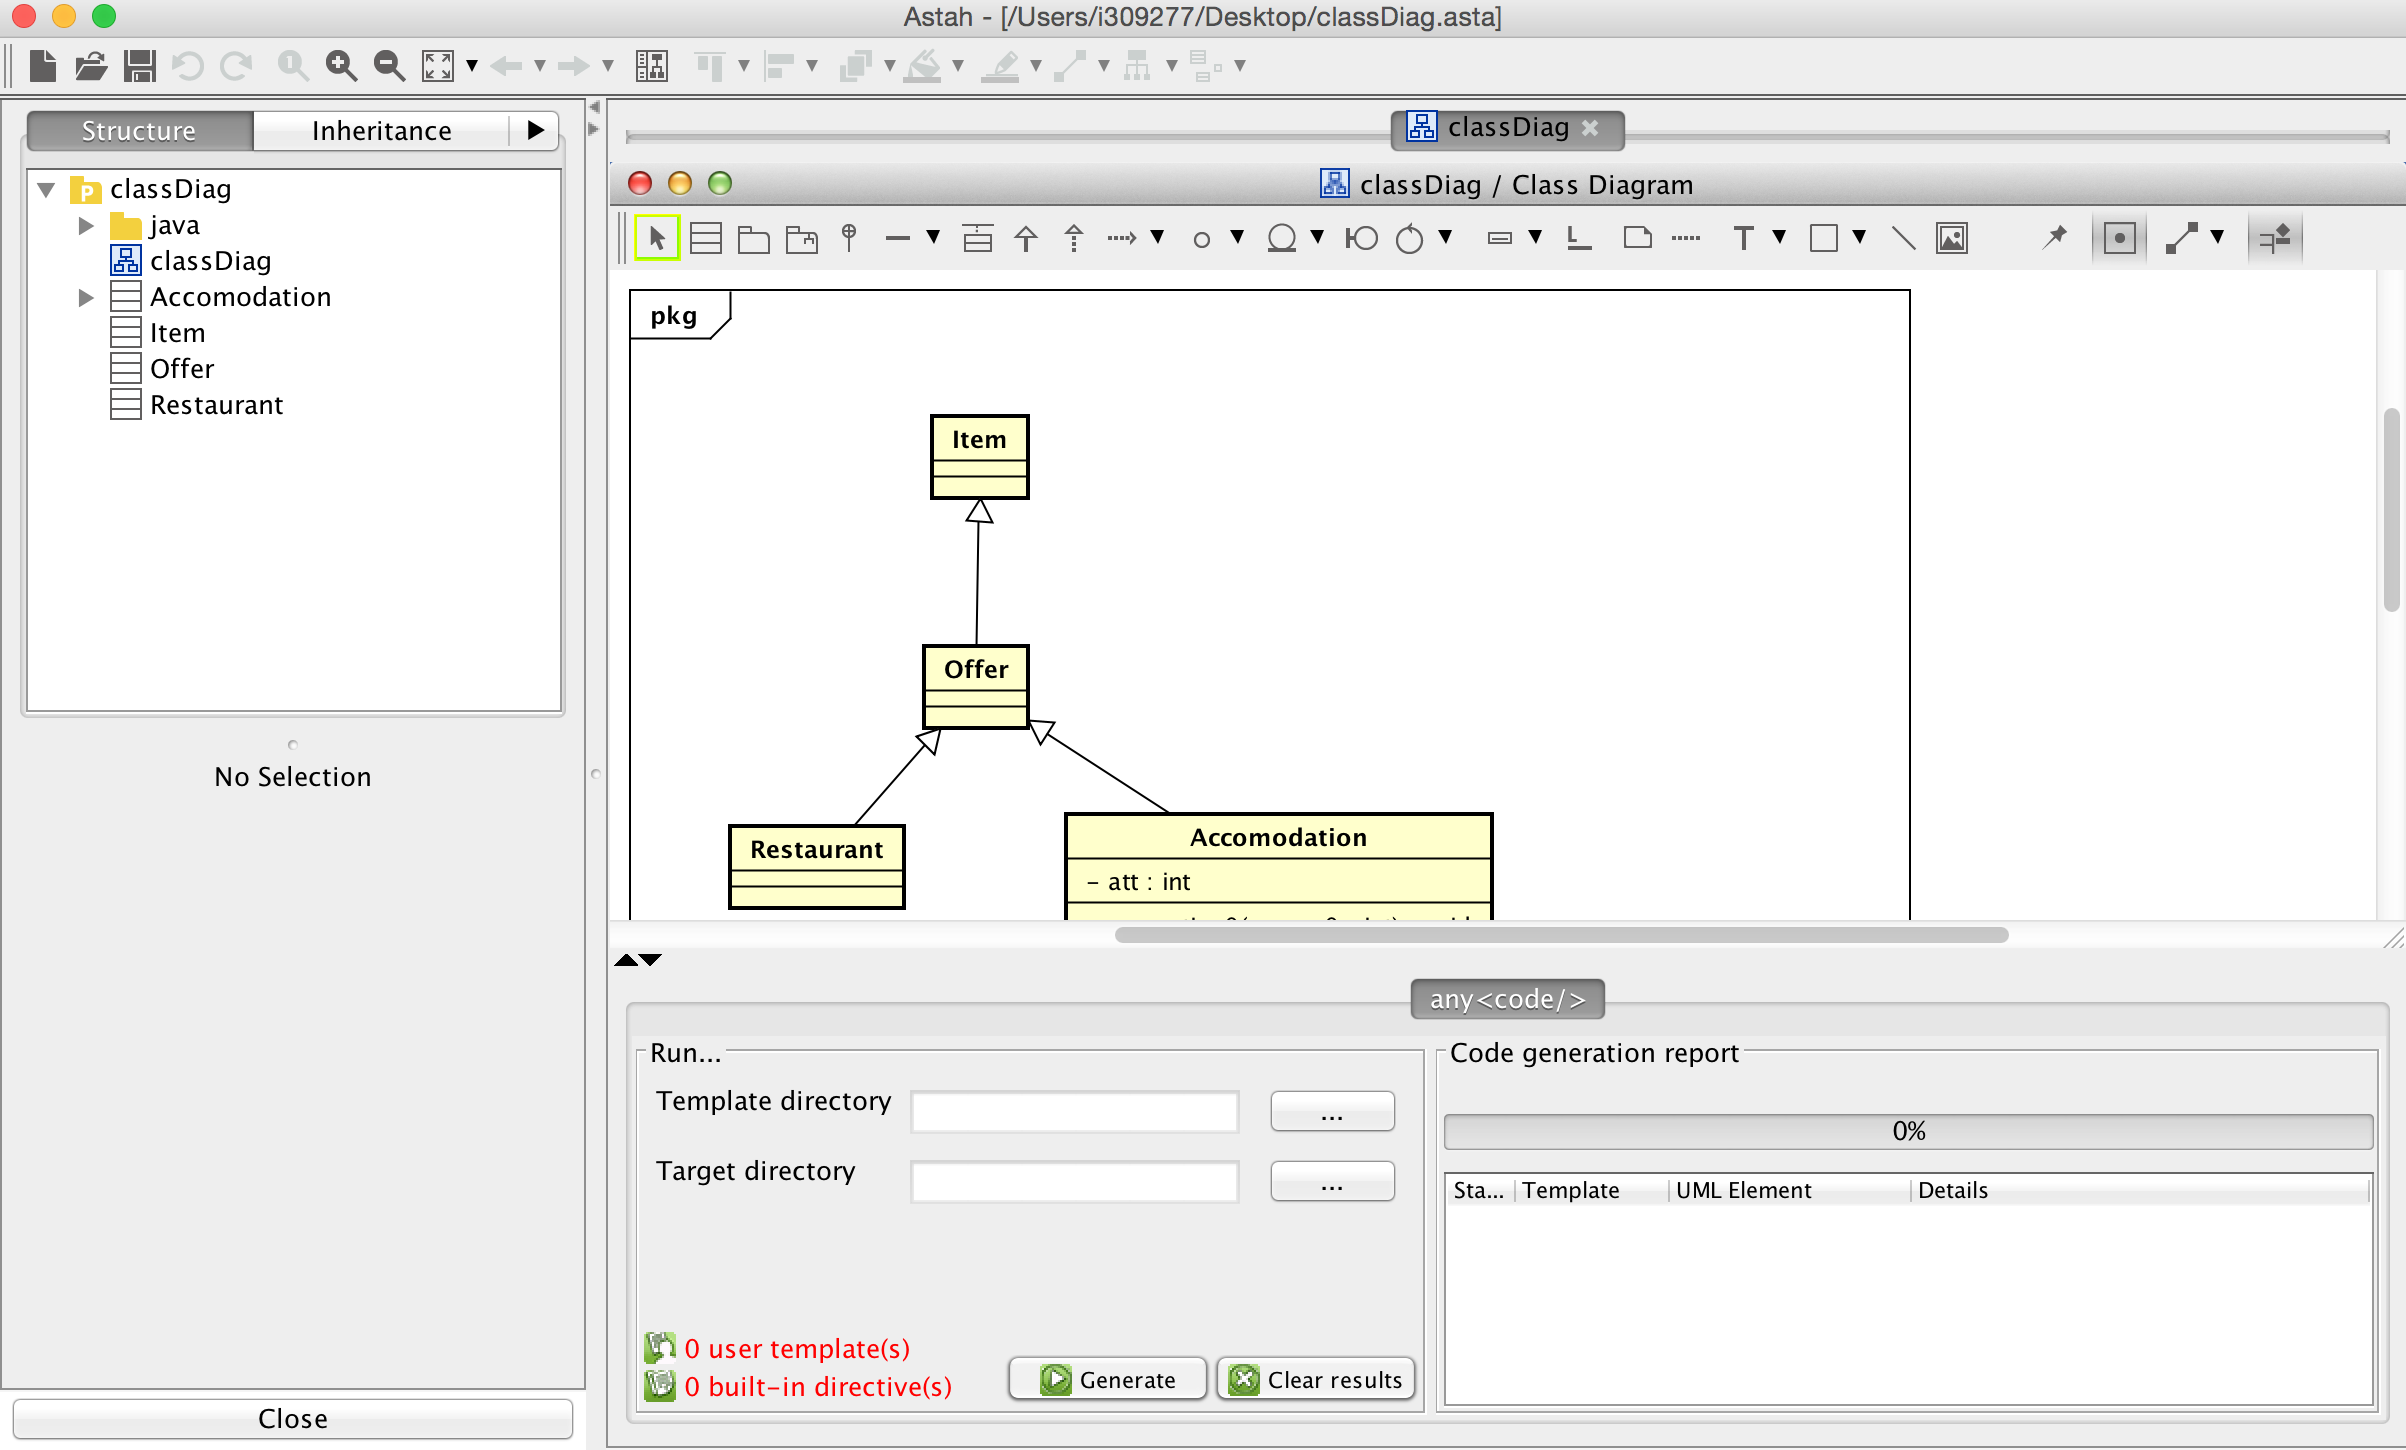 Astah - [/Users/i309277/Desktop/classDiag.asta]
Structure
Inheritance
classDiag
java
classDiag
Accomodation
Item
Offer
Restaurant
No Selection
Close
classDiag
classDiag / Class Diagram
pkg
Item
Offer
Restaurant
Accomodation
- att : int
any<code/>
Run...
Template directory
...
Target directory
...
0 user template(s)
0 built-in directive(s)
Generate
Clear results
Code generation report
0%
Sta... Template UML Element Details